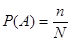 P(A) = n/N